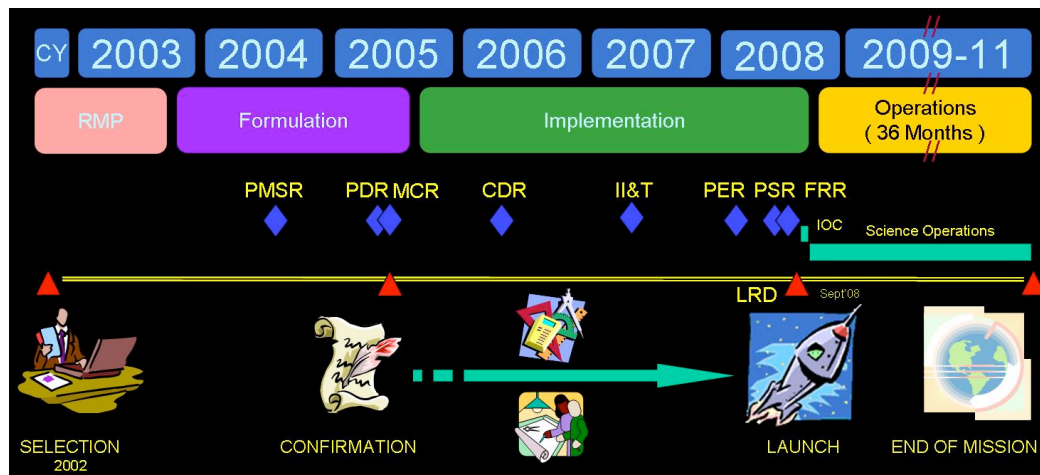 CY 2003 2004 2005 2006 2007 2008 2009-11
RMP Formulation Implementation Operations
( 36 Months )
PMSR PDR MCR CDR II&T PER PSR FRR
IOC Science Operations
LRD Sept'08
SELECTION CONFIRMATION LAUNCH END OF MISSION
2002